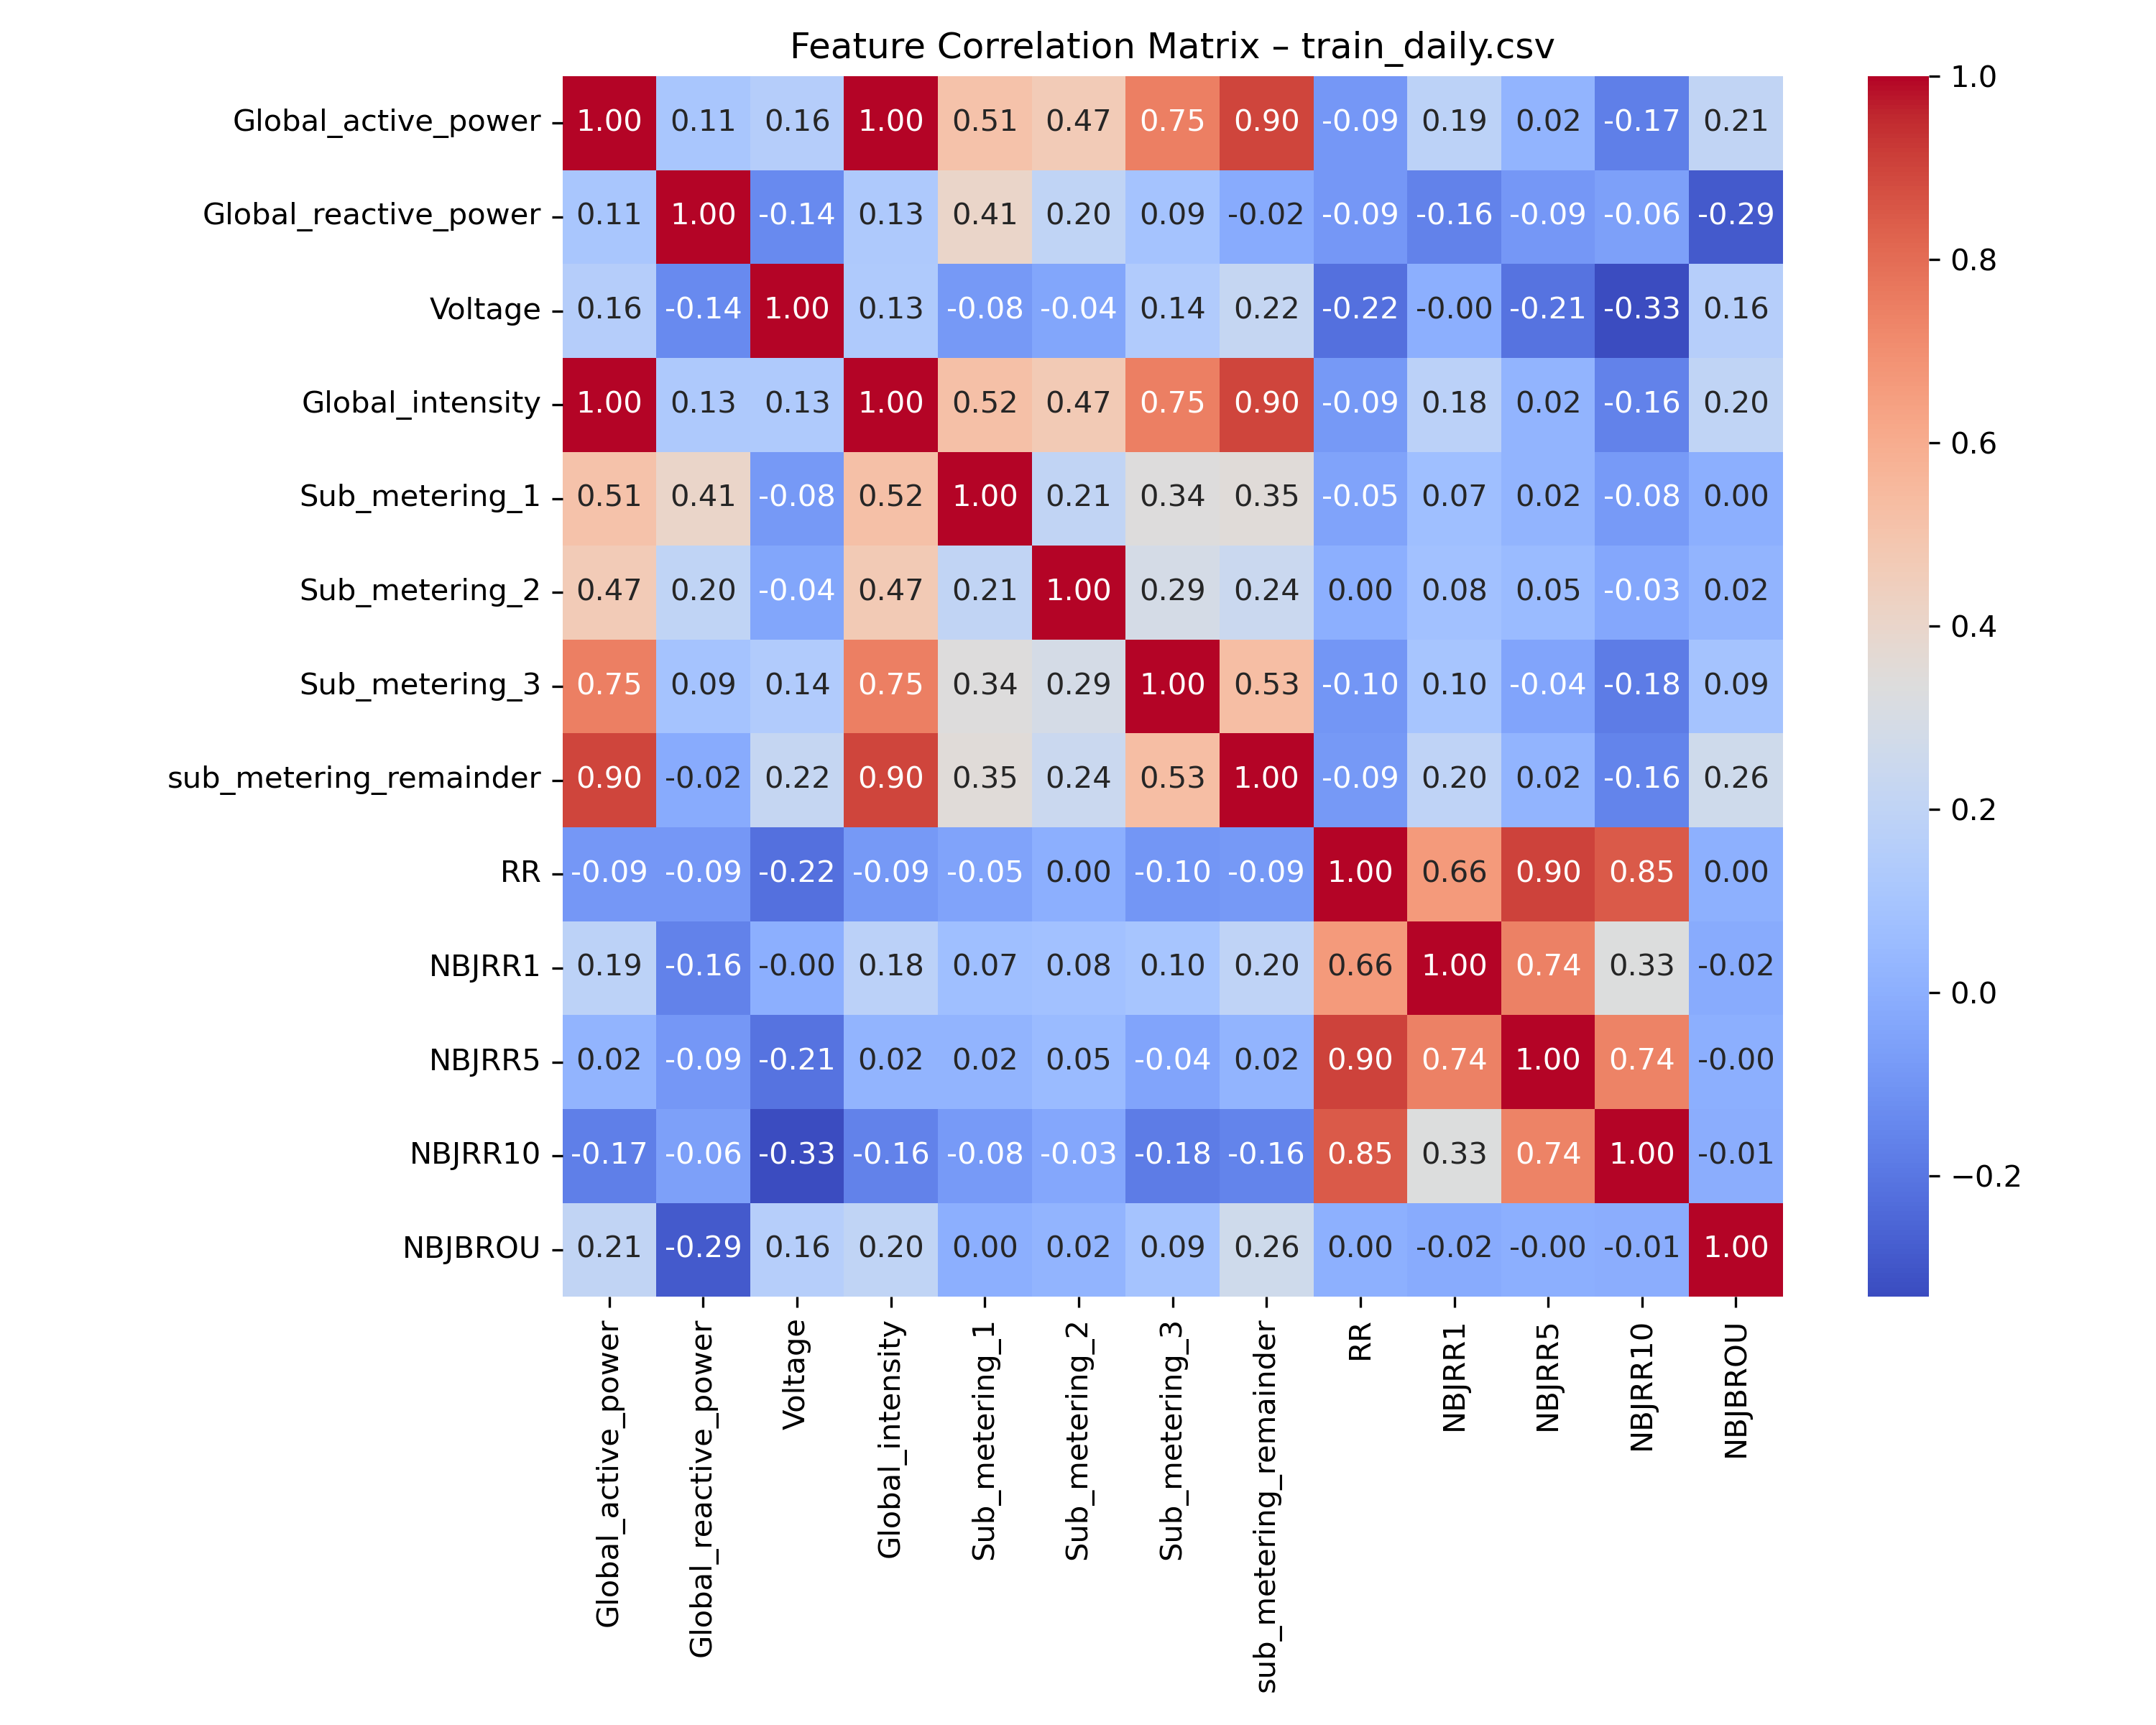 Feature Correlation Matrix – train_daily.csv
Global_active_power 1.00 0.11 0.16 1.00 0.51 0.47 0.75 0.90 -0.09 0.19 0.02 -0.17 0.21
Global_reactive_power 0.11 1.00 -0.14 0.13 0.41 0.20 0.09 -0.02 -0.09 -0.16 -0.09 -0.06 -0.29
Voltage 0.16 -0.14 1.00 0.13 -0.08 -0.04 0.14 0.22 -0.22 -0.00 -0.21 -0.33 0.16
Global_intensity 1.00 0.13 0.13 1.00 0.52 0.47 0.75 0.90 -0.09 0.18 0.02 -0.16 0.20
Sub_metering_1 0.51 0.41 -0.08 0.52 1.00 0.21 0.34 0.35 -0.05 0.07 0.02 -0.08 0.00
Sub_metering_2 0.47 0.20 -0.04 0.47 0.21 1.00 0.29 0.24 0.00 0.08 0.05 -0.03 0.02
Sub_metering_3 0.75 0.09 0.14 0.75 0.34 0.29 1.00 0.53 -0.10 0.10 -0.04 -0.18 0.09
sub_metering_remainder 0.90 -0.02 0.22 0.90 0.35 0.24 0.53 1.00 -0.09 0.20 0.02 -0.16 0.26
RR -0.09 -0.09 -0.22 -0.09 -0.05 0.00 -0.10 -0.09 1.00 0.66 0.90 0.85 0.00
NBJRR1 0.19 -0.16 -0.00 0.18 0.07 0.08 0.10 0.20 0.66 1.00 0.74 0.33 -0.02
NBJRR5 0.02 -0.09 -0.21 0.02 0.02 0.05 -0.04 0.02 0.90 0.74 1.00 0.74 -0.00
NBJRR10 -0.17 -0.06 -0.33 -0.16 -0.08 -0.03 -0.18 -0.16 0.85 0.33 0.74 1.00 -0.01
NBJBROU 0.21 -0.29 0.16 0.20 0.00 0.02 0.09 0.26 0.00 -0.02 -0.00 -0.01 1.00
Global_active_power
Global_reactive_power
Voltage
Global_intensity
Sub_metering_1
Sub_metering_2
Sub_metering_3
sub_metering_remainder
RR
NBJRR1
NBJRR5
NBJRR10
NBJBROU
1.0
0.8
0.6
0.4
0.2
0.0
−0.2